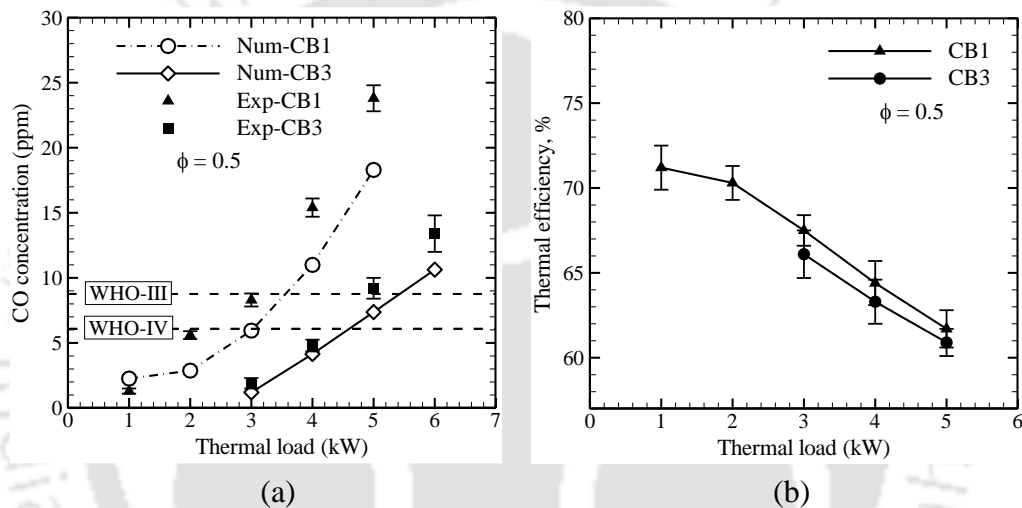 30
25
20
15
10
5
0
CO concentration (ppm)
Num-CB1
Num-CB3
Exp-CB1
Exp-CB3
ϕ = 0.5
WHO-III
WHO-IV
1 2 3 4 5 6 7
Thermal load (kW)
(a)
80
75
70
65
60
Thermal efficiency, %
CB1
CB3
ϕ = 0.5
0 1 2 3 4 5 6
Thermal load (kW)
(b)